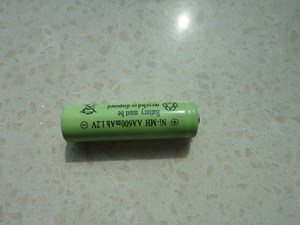 Ni-MH AA600mAh 1.2V
Battery must be
recycled or disposed